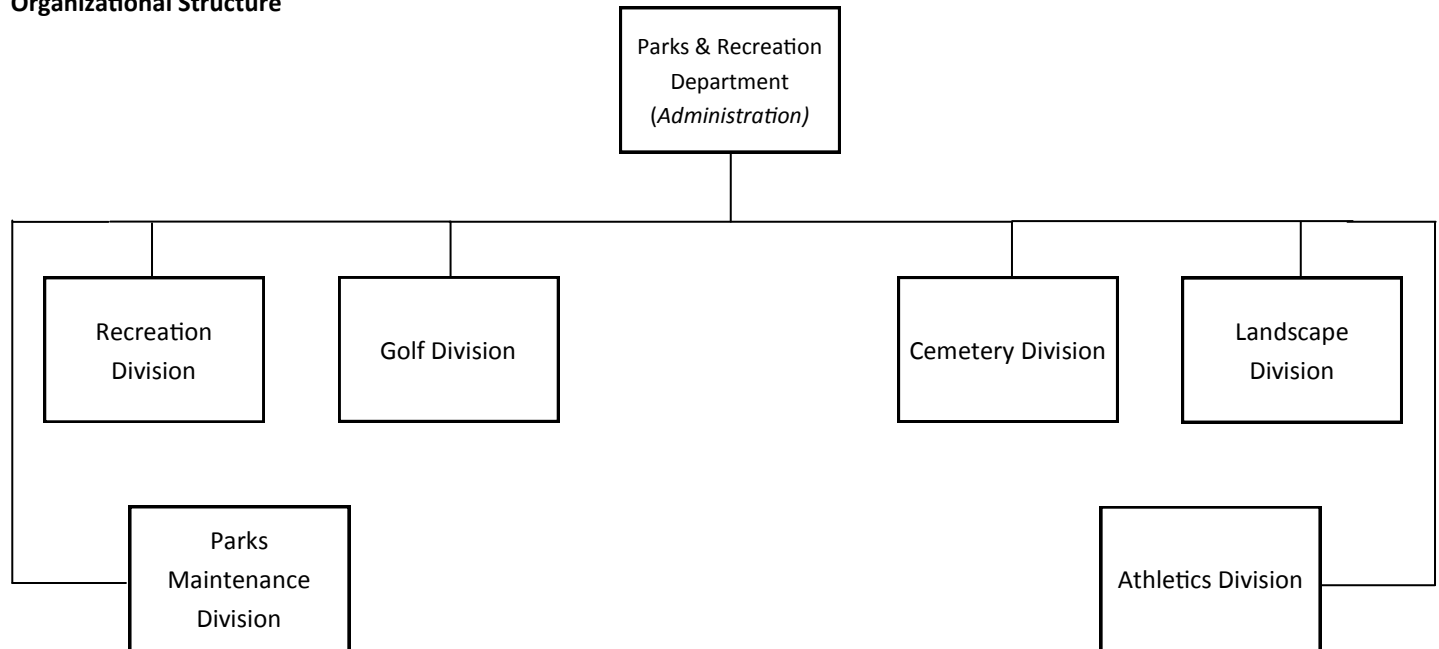 Organizational Structure
Parks & Recreation
Department
(Administration)
Recreation
Division
Golf Division
Cemetery Division
Landscape
Division
Parks
Maintenance
Division
Athletics Division